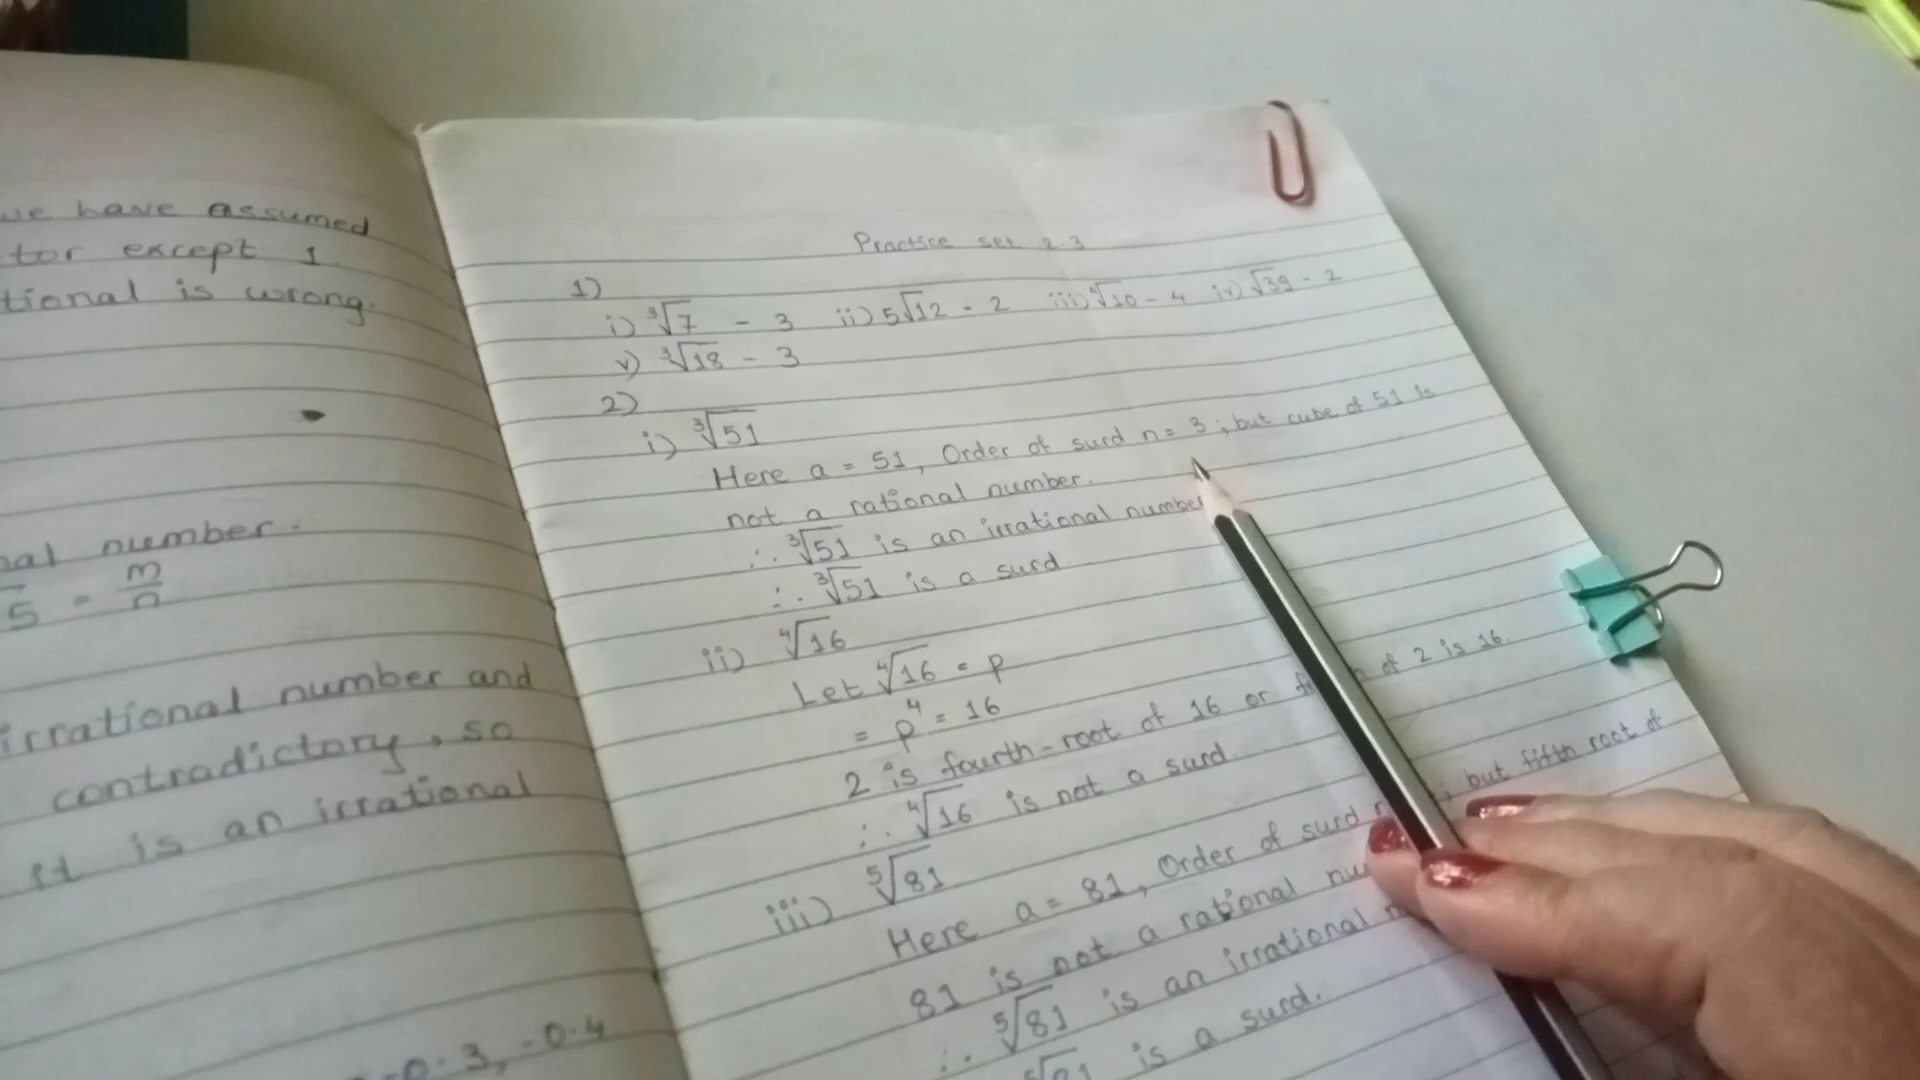 we have assumed
tor except 1
tional is wrong.
nal number.
5 = m/n
irrational number and
contradictory, so
it is an irrational
-0.3, -0.4
Practice set 2.3
1)
i) ∛7 - 3 ii) 5√12 - 2 iii) ∜10 - 4 iv) √39 - 2
v) ∛18 - 3
2)
i) ∛51
Here a = 51, Order of surd n = 3 ; but cube of 51 is
not a rational number.
∴ ∛51 is an irrational number
∴ ∛51 is a surd.
ii) ∜16
Let ∜16 = p
= p⁴ = 16
2 is fourth-root of 16 or of 2 is 16.
∴ ∜16 is not a surd.
iii) ⁵√81
Here a = 81, Order of surd ; but fifth root of
81 is not a rational nu
∴ ⁵√81 is an irrational n
is a surd.